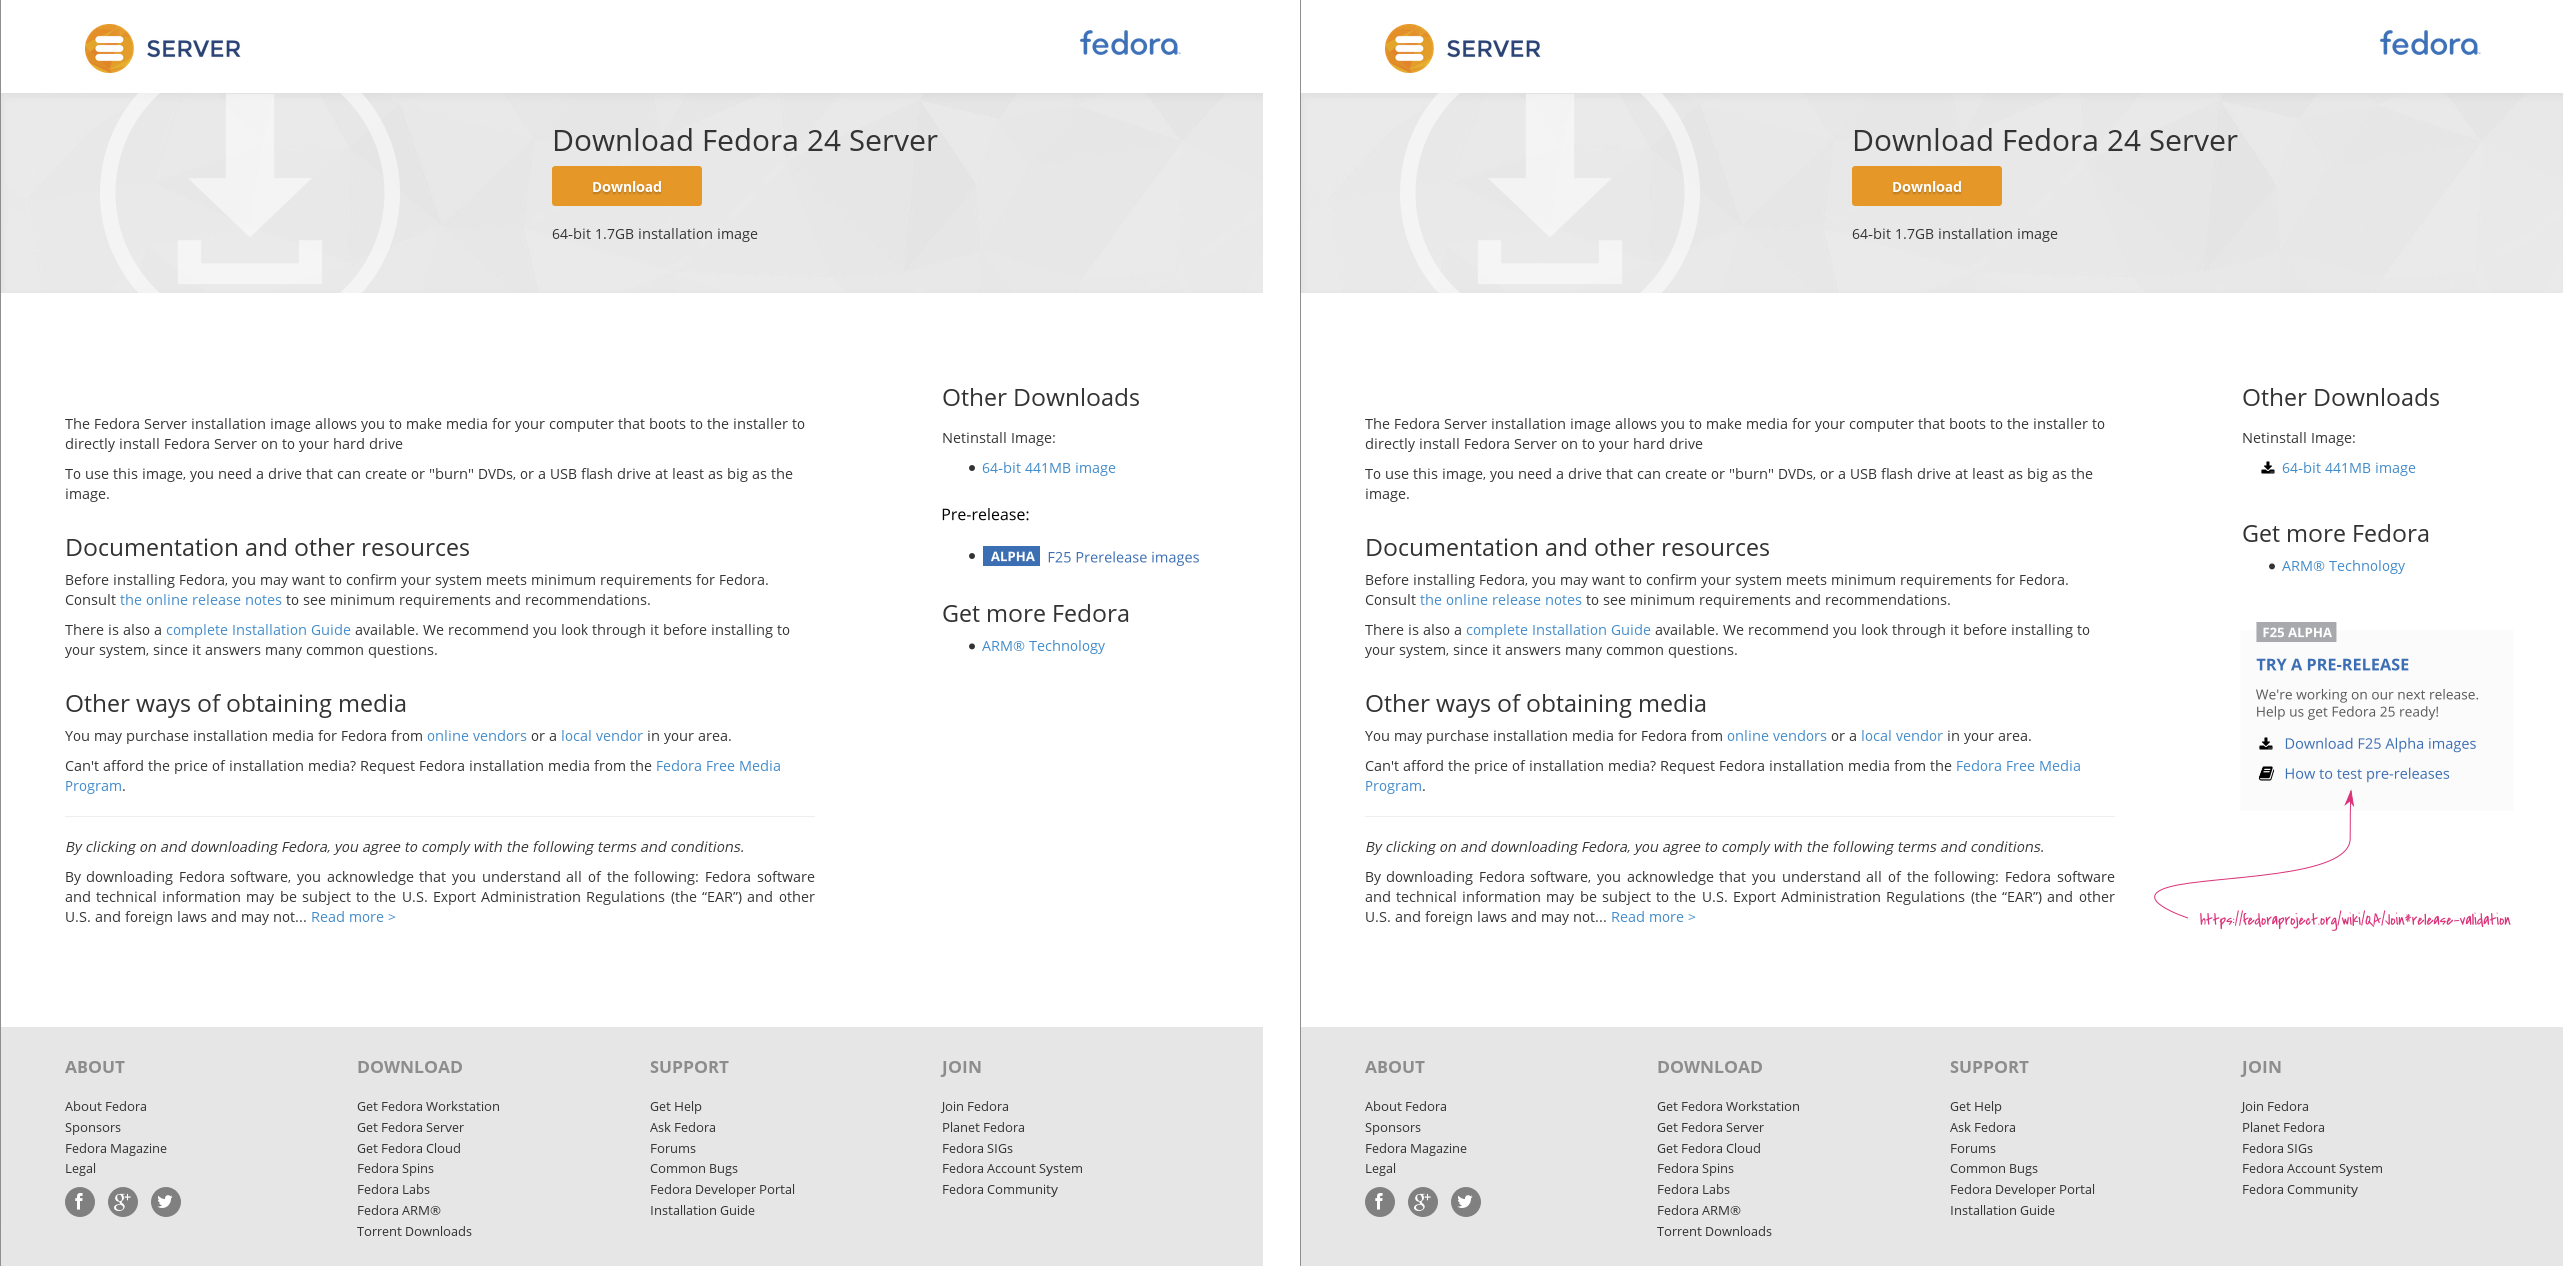 SERVER
fedora
Download Fedora 24 Server
Download
64-bit 1.7GB installation image
The Fedora Server installation image allows you to make media for your computer that boots to the installer to
directly install Fedora Server on to your hard drive
To use this image, you need a drive that can create or "burn" DVDs, or a USB flash drive at least as big as the
image.
Documentation and other resources
Before installing Fedora, you may want to confirm your system meets minimum requirements for Fedora.
Consult the online release notes to see minimum requirements and recommendations.
There is also a complete Installation Guide available. We recommend you look through it before installing to
your system, since it answers many common questions.
Other ways of obtaining media
You may purchase installation media for Fedora from online vendors or a local vendor in your area.
Can't afford the price of installation media? Request Fedora installation media from the Fedora Free Media
Program.
By clicking on and downloading Fedora, you agree to comply with the following terms and conditions.
By downloading Fedora software, you acknowledge that you understand all of the following: Fedora software
and technical information may be subject to the U.S. Export Administration Regulations (the “EAR”) and other
U.S. and foreign laws and may not... Read more >
Other Downloads
Netinstall Image:
64-bit 441MB image
Pre-release:
ALPHA F25 Prerelease images
Get more Fedora
ARM® Technology
ABOUT
About Fedora
Sponsors
Fedora Magazine
Legal
DOWNLOAD
Get Fedora Workstation
Get Fedora Server
Get Fedora Cloud
Fedora Spins
Fedora Labs
Fedora ARM®
Torrent Downloads
SUPPORT
Get Help
Ask Fedora
Forums
Common Bugs
Fedora Developer Portal
Installation Guide
JOIN
Join Fedora
Planet Fedora
Fedora SIGs
Fedora Account System
Fedora Community
SERVER
fedora
Download Fedora 24 Server
Download
64-bit 1.7GB installation image
The Fedora Server installation image allows you to make media for your computer that boots to the installer to
directly install Fedora Server on to your hard drive
To use this image, you need a drive that can create or "burn" DVDs, or a USB flash drive at least as big as the
image.
Documentation and other resources
Before installing Fedora, you may want to confirm your system meets minimum requirements for Fedora.
Consult the online release notes to see minimum requirements and recommendations.
There is also a complete Installation Guide available. We recommend you look through it before installing to
your system, since it answers many common questions.
Other ways of obtaining media
You may purchase installation media for Fedora from online vendors or a local vendor in your area.
Can't afford the price of installation media? Request Fedora installation media from the Fedora Free Media
Program.
By clicking on and downloading Fedora, you agree to comply with the following terms and conditions.
By downloading Fedora software, you acknowledge that you understand all of the following: Fedora software
and technical information may be subject to the U.S. Export Administration Regulations (the “EAR”) and other
U.S. and foreign laws and may not... Read more >
Other Downloads
Netinstall Image:
64-bit 441MB image
Get more Fedora
ARM® Technology
F25 ALPHA
TRY A PRE-RELEASE
We're working on our next release.
Help us get Fedora 25 ready!
Download F25 Alpha images
How to test pre-releases
https://fedoraproject.org/wiki/QA/Join#release-validation
ABOUT
About Fedora
Sponsors
Fedora Magazine
Legal
DOWNLOAD
Get Fedora Workstation
Get Fedora Server
Get Fedora Cloud
Fedora Spins
Fedora Labs
Fedora ARM®
Torrent Downloads
SUPPORT
Get Help
Ask Fedora
Forums
Common Bugs
Fedora Developer Portal
Installation Guide
JOIN
Join Fedora
Planet Fedora
Fedora SIGs
Fedora Account System
Fedora Community